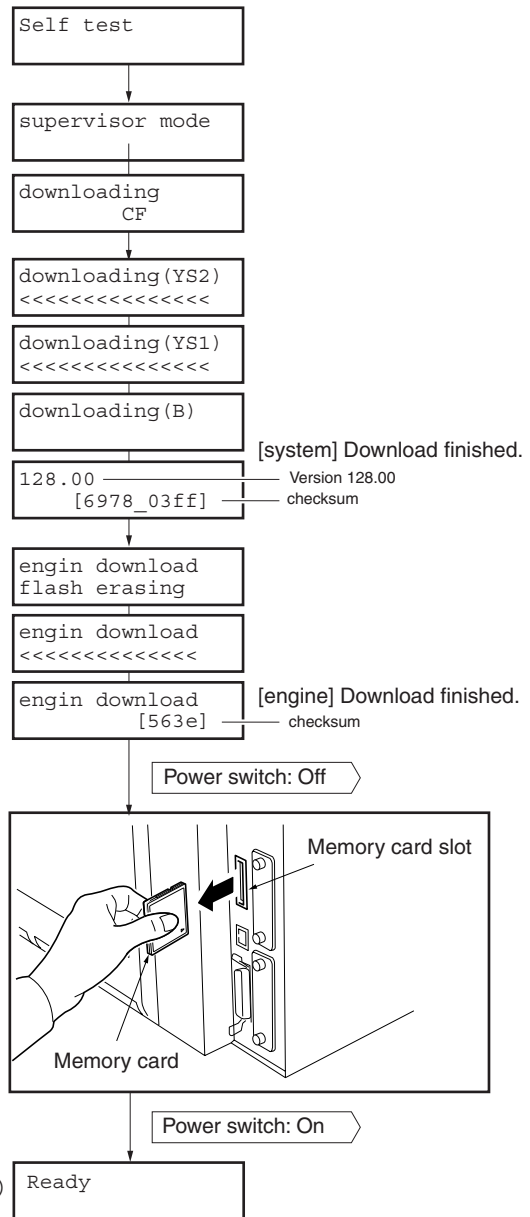 Self test
supervisor mode
downloading
CF
downloading(YS2)
<<<<<<<<<<<<<<<
downloading(YS1)
<<<<<<<<<<<<<<<
downloading(B)
[system] Download finished.
128.00
Version 128.00
[6978_03ff]
checksum
engin download
flash erasing
engin download
<<<<<<<<<<<<<<
engin download
[engine] Download finished.
[563e]
checksum
Power switch: Off
Memory card slot
Memory card
Power switch: On
) Ready